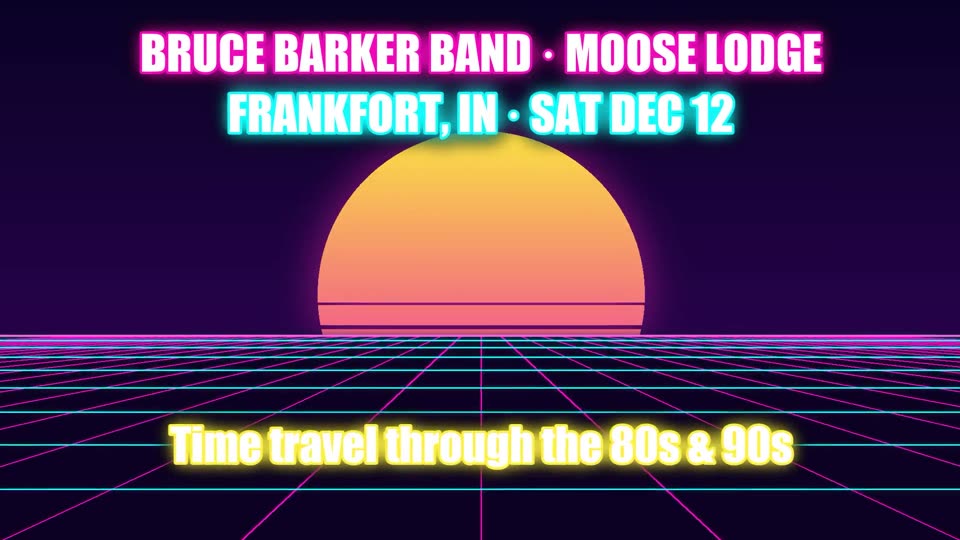 BRUCE BARKER BAND · MOOSE LODGE
FRANKFORT, IN · SAT DEC 12
Time travel through the 80s & 90s